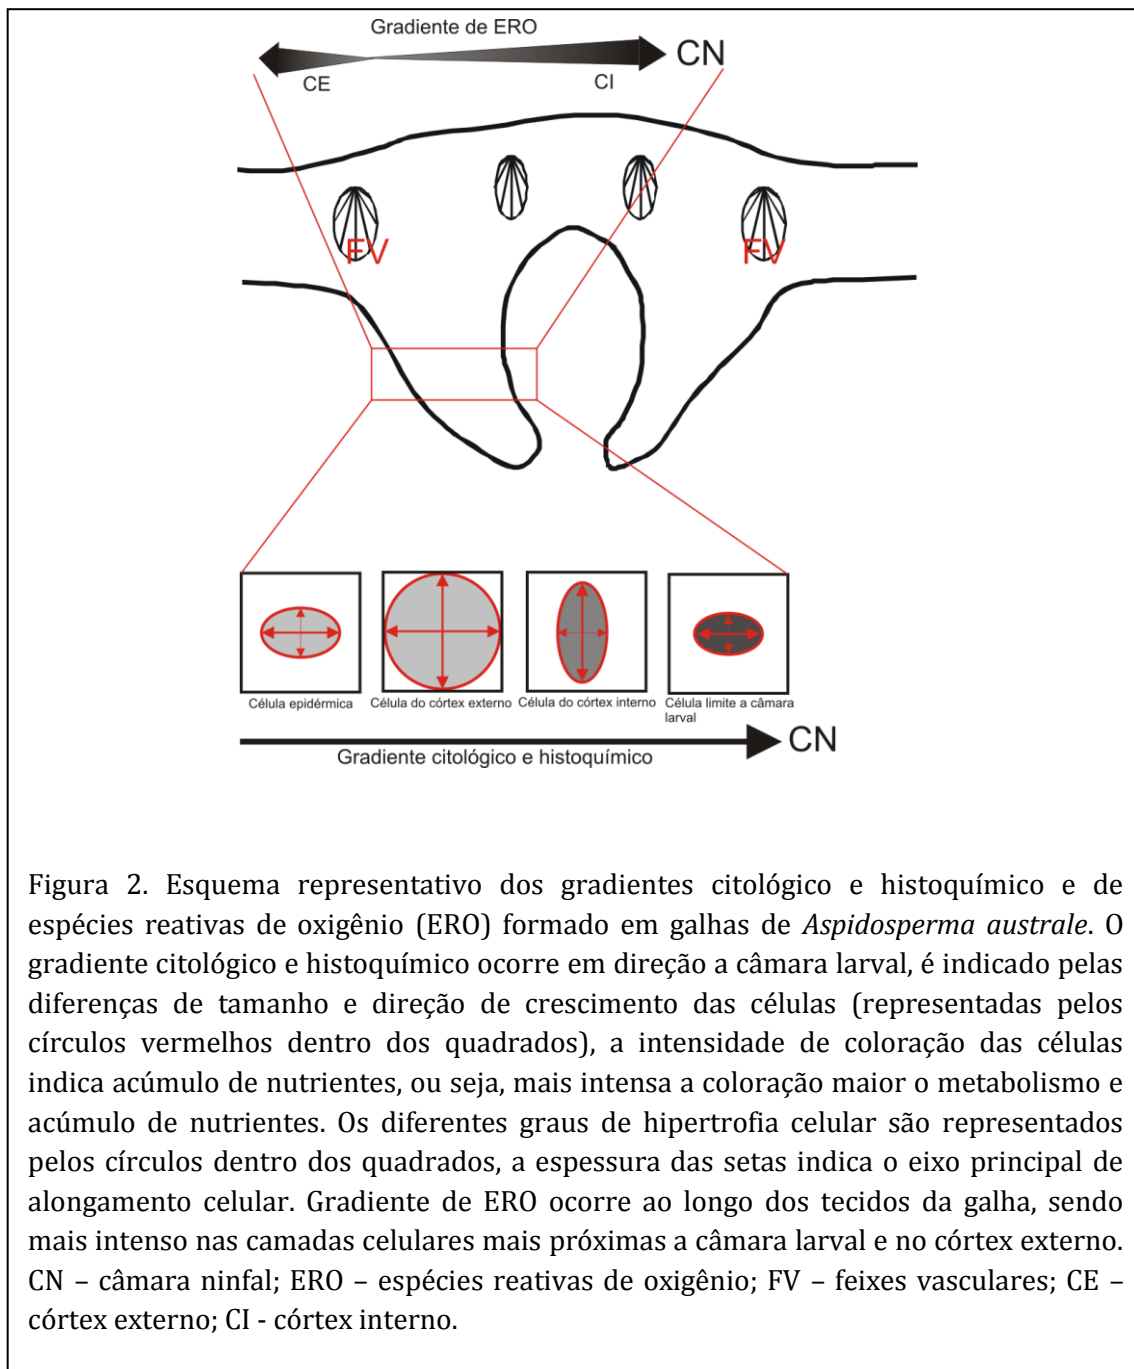 Gradiente de ERO
CN
CE
CI
FV
FV
Célula epidérmica
Célula do córtex externo
Célula do córtex interno
Célula limite a câmara
larval
CN
Gradiente citológico e histoquímico
Figura 2. Esquema representativo dos gradientes citológico e histoquímico e de
espécies reativas de oxigênio (ERO) formado em galhas de Aspidosperma australe. O
gradiente citológico e histoquímico ocorre em direção a câmara larval, é indicado pelas
diferenças de tamanho e direção de crescimento das células (representadas pelos
círculos vermelhos dentro dos quadrados), a intensidade de coloração das células
indica acúmulo de nutrientes, ou seja, mais intensa a coloração maior o metabolismo e
acúmulo de nutrientes. Os diferentes graus de hipertrofia celular são representados
pelos círculos dentro dos quadrados, a espessura das setas indica o eixo principal de
alongamento celular. Gradiente de ERO ocorre ao longo dos tecidos da galha, sendo
mais intenso nas camadas celulares mais próximas a câmara larval e no córtex externo.
CN – câmara ninfal; ERO – espécies reativas de oxigênio; FV – feixes vasculares; CE –
córtex externo; CI - córtex interno.